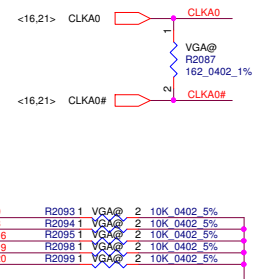 <16,21> CLKA0 CLKA0
1
VGA@
R2087
162_0402_1%
2
<16,21> CLKA0# CLKA0#
R2093 1 VGA@ 2 10K_0402_5%
R2094 1 VGA@ 2 10K_0402_5%
6 R2095 1 VGA@ 2 10K_0402_5%
9 R2098 1 VGA@ 2 10K_0402_5%
0 R2099 1 VGA@ 2 10K_0402_5%